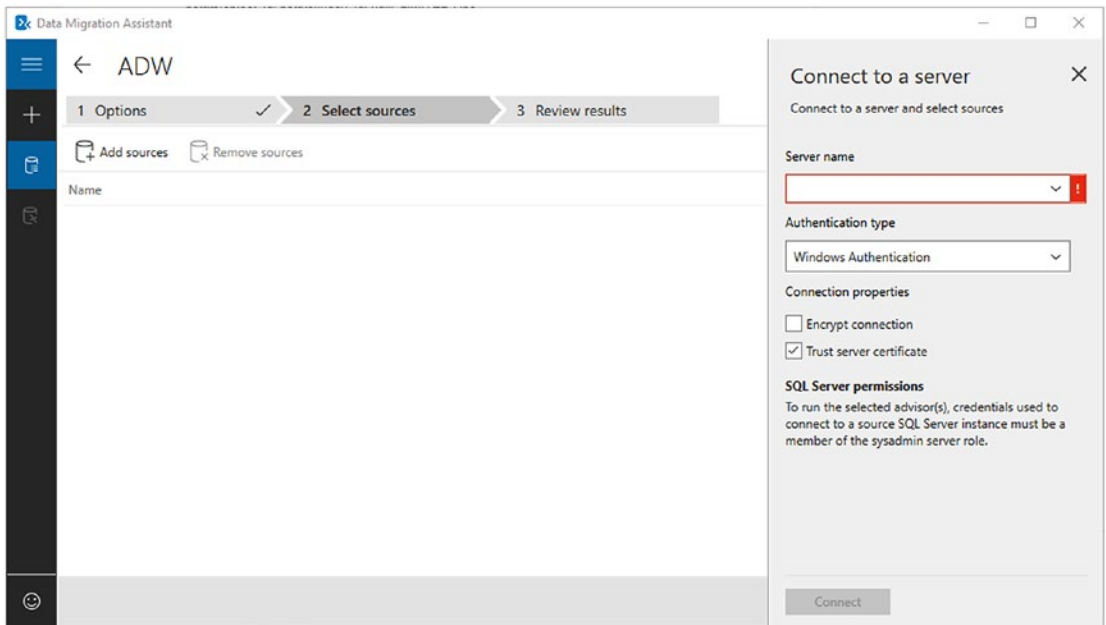 Data Migration Assistant
ADW
1 Options
2 Select sources
3 Review results
Add sources
Remove sources
Name
Connect to a server
Connect to a server and select sources
Server name
!
Authentication type
Windows Authentication
Connection properties
Encrypt connection
Trust server certificate
SQL Server permissions
To run the selected advisor(s), credentials used to
connect to a source SQL Server instance must be a
member of the sysadmin server role.
Connect